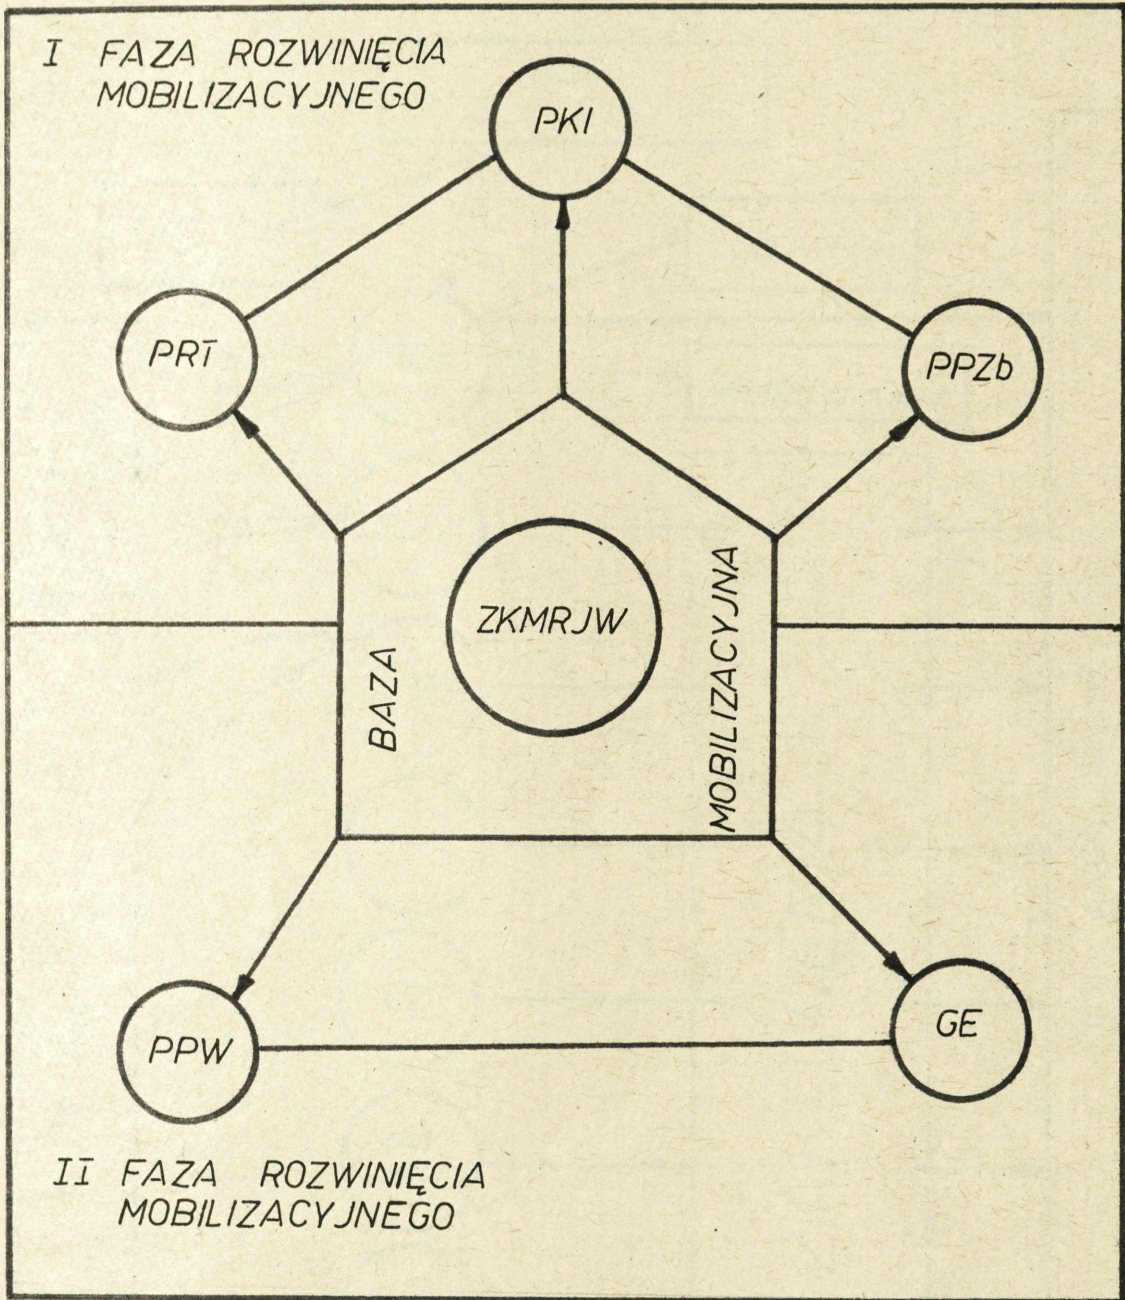 I FAZA ROZWINIĘCIA
MOBILIZACYJNEGO
PKI
PRT
PPZb
ZKMRJW
BAZA
MOBILIZACYJNA
PPW
GE
II FAZA ROZWINIĘCIA
MOBILIZACYJNEGO